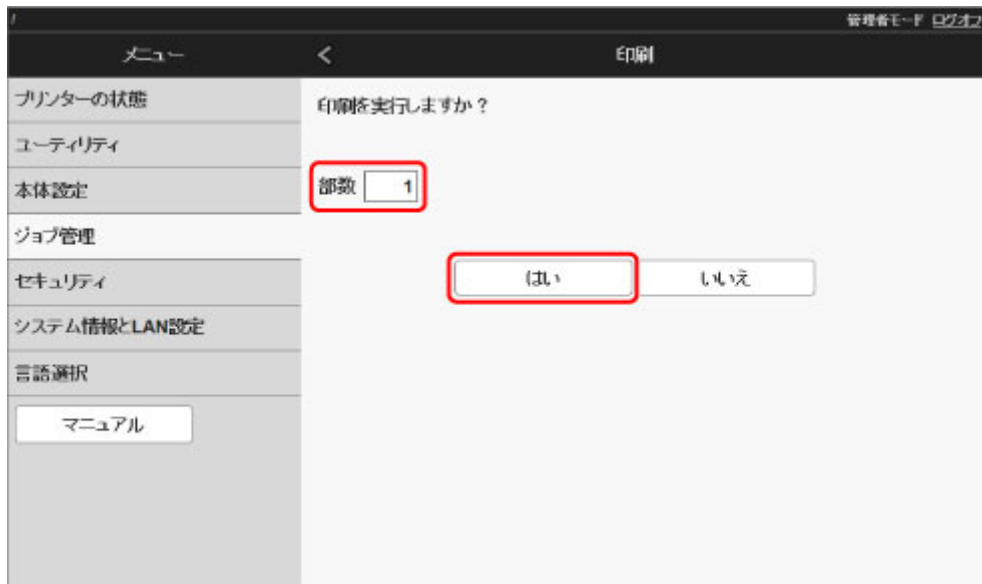 管理者モード ログオフ
メニュー
< 印刷
プリンターの状態
ユーティリティ
本体設定
ジョブ管理
セキュリティ
システム情報とLAN設定
言語選択
マニュアル
印刷を実行しますか？
部数 1
はい いいえ